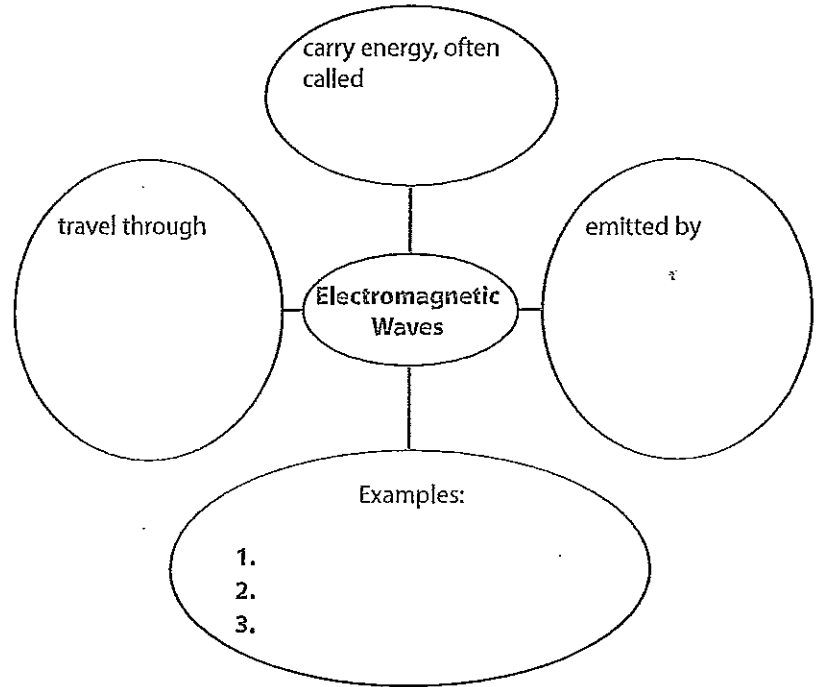 carry energy, often
called
travel through
emitted by
Electromagnetic
Waves
Examples:
1.
2.
3.